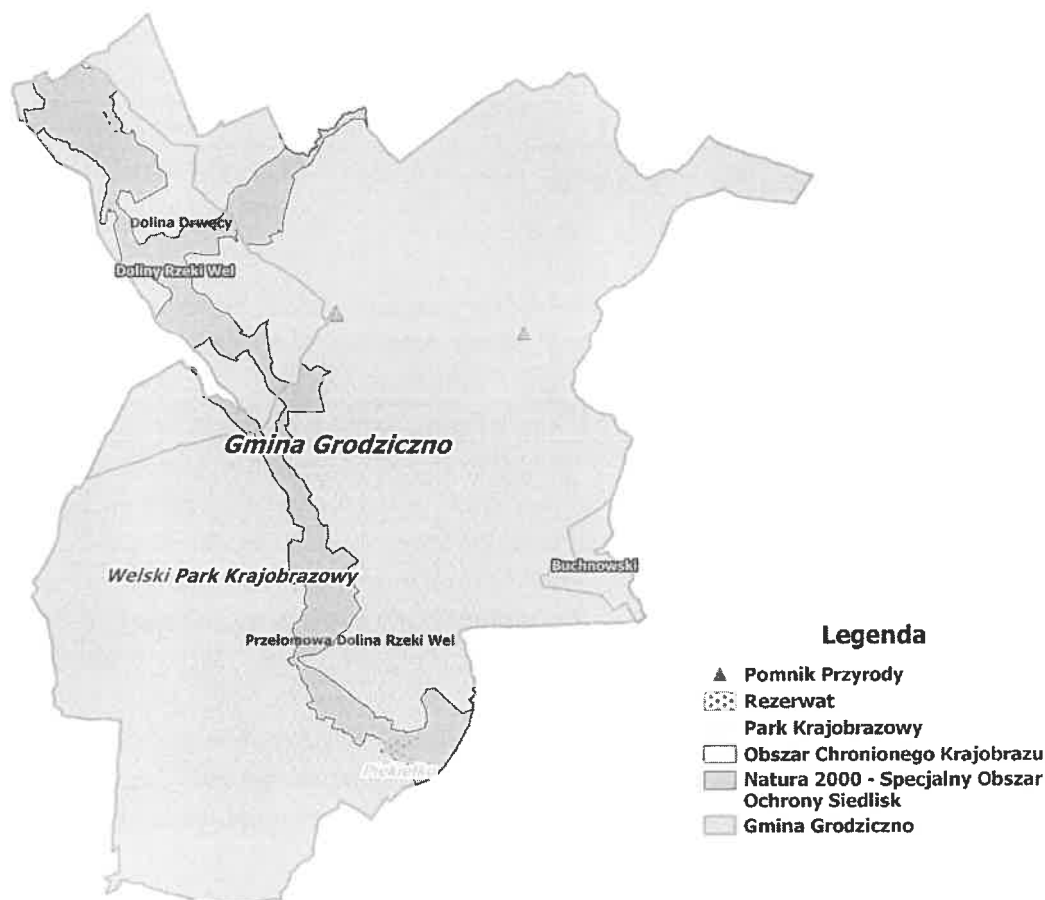 Dolina Drwęcy
Doliny Rzeki Wel
Gmina Grodziczno
Buchnowski
Welski Park Krajobrazowy
Przełomowa Dolina Rzeki Wel
Piekiełko
Legenda
Pomnik Przyrody
Rezerwat
Park Krajobrazowy
Obszar Chronionego Krajobrazu
Natura 2000 - Specjalny Obszar
Ochrony Siedlisk
Gmina Grodziczno